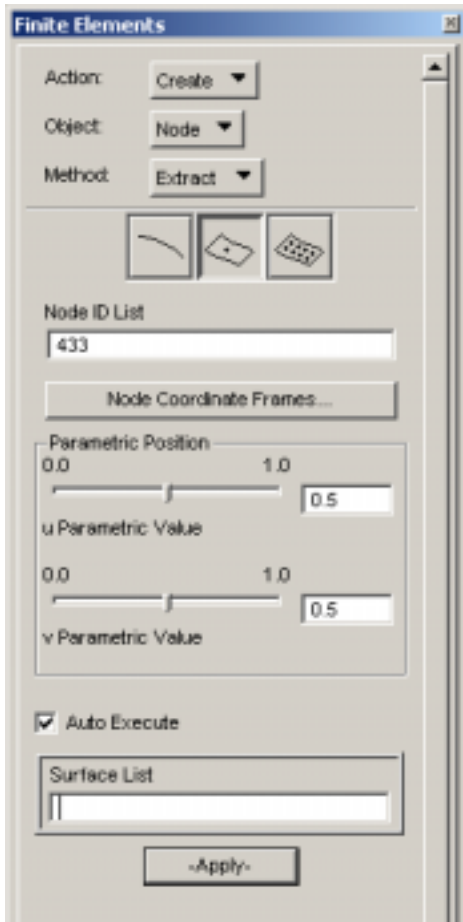 Finite Elements
Action: Create
Object: Node
Method: Extract
Node ID List
433
Node Coordinate Frames...
Parametric Position
0.0 1.0
0.5
u Parametric Value
0.0 1.0
0.5
v Parametric Value
Auto Execute
Surface List
-Apply-